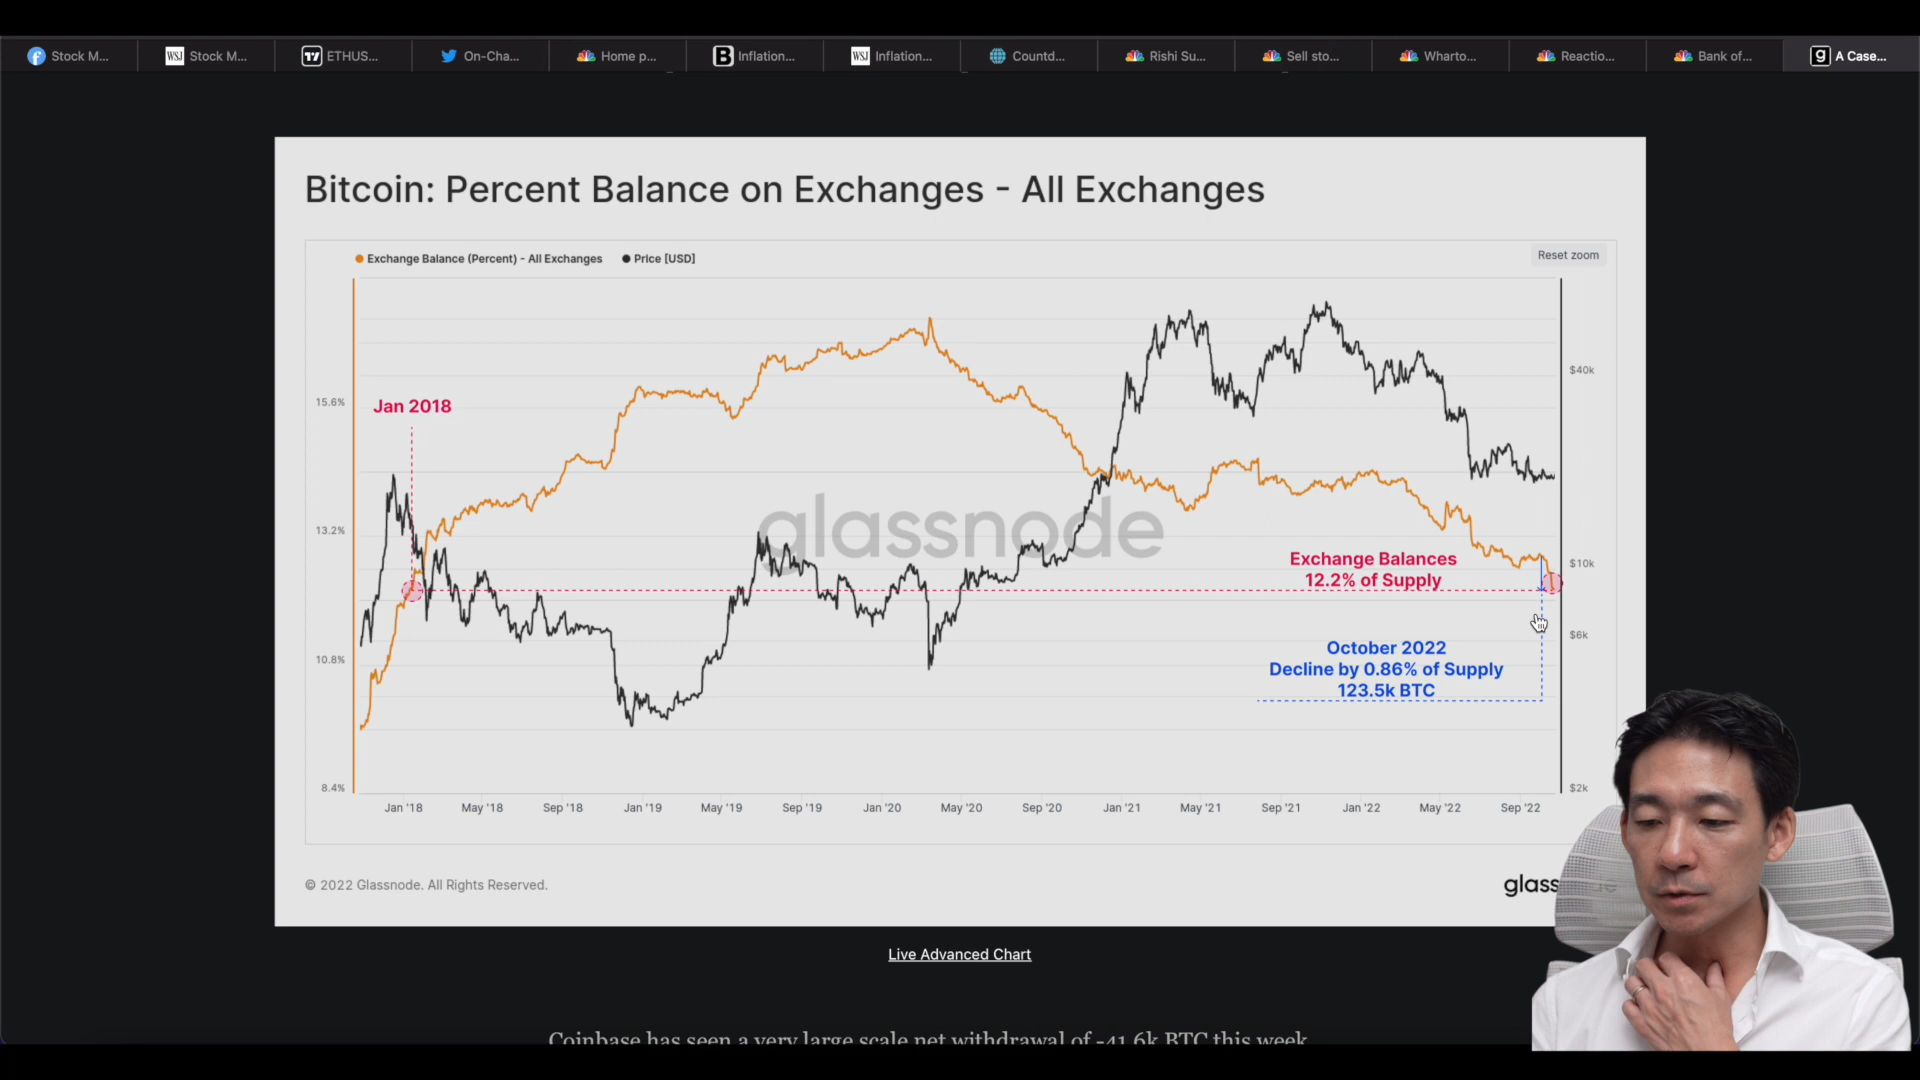 Stock M...
WSJ Stock M...
ETHUS...
On-Cha...
Home p...
B Inflation...
WSJ Inflation...
Countd...
Rishi Su...
Sell sto...
Wharto...
Reactio...
Bank of...
g A Case...
Bitcoin: Percent Balance on Exchanges - All Exchanges
Exchange Balance (Percent) - All Exchanges
Price [USD]
Reset zoom
15.6%
13.2%
10.8%
8.4%
$40k
$10k
$6k
$2k
Jan 2018
glassnode
Exchange Balances
12.2% of Supply
October 2022
Decline by 0.86% of Supply
123.5k BTC
Jan '18 May '18 Sep '18 Jan '19 May '19 Sep '19 Jan '20 May '20 Sep '20 Jan '21 May '21 Sep '21 Jan '22 May '22 Sep '22
© 2022 Glassnode. All Rights Reserved.
glass
Live Advanced Chart
Coinbase has seen a very large scale net withdrawal of -41.6k BTC this week